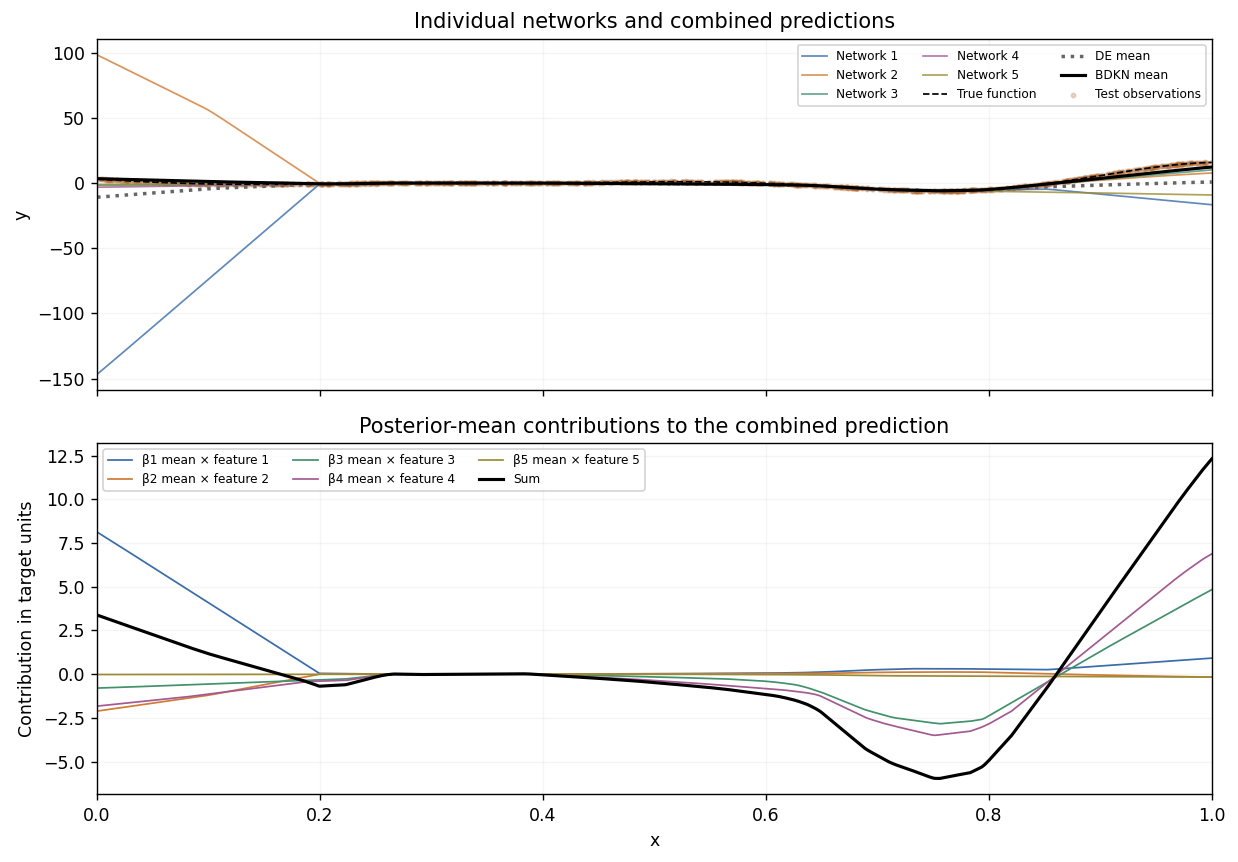 Individual networks and combined predictions
100
50
0
−50
−100
−150
y
Network 1
Network 2
Network 3
Network 4
Network 5
True function
DE mean
BDKN mean
Test observations
Posterior-mean contributions to the combined prediction
12.5
10.0
7.5
5.0
2.5
0.0
−2.5
−5.0
Contribution in target units
β1 mean × feature 1
β2 mean × feature 2
β3 mean × feature 3
β4 mean × feature 4
β5 mean × feature 5
Sum
0.0 0.2 0.4 0.6 0.8 1.0
x